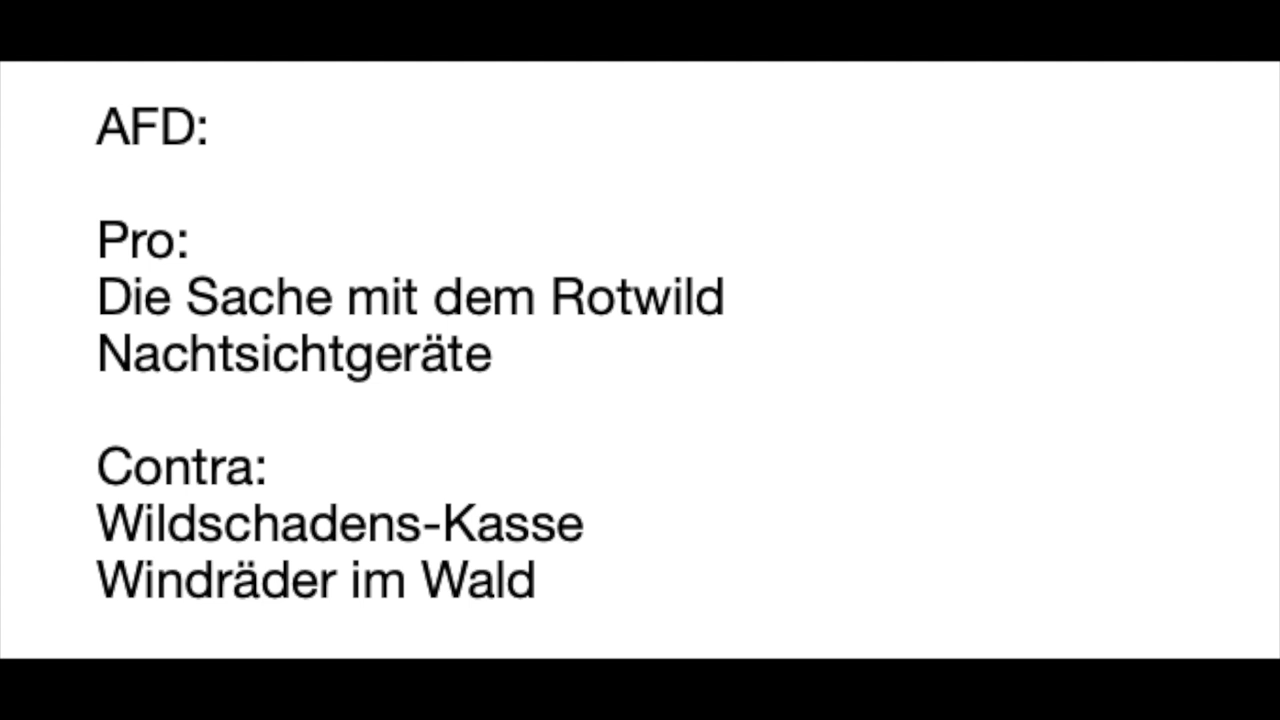 AFD:
Pro:
Die Sache mit dem Rotwild
Nachtsichtgeräte
Contra:
Wildschadens-Kasse
Windräder im Wald